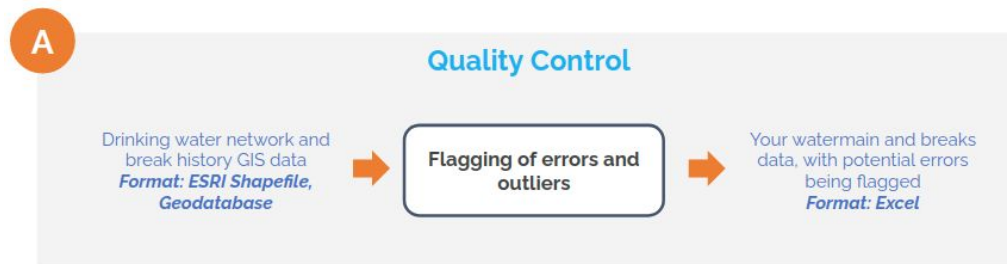 A
Quality Control
Drinking water network and
break history GIS data
Format: ESRI Shapefile,
Geodatabase
Flagging of errors and
outliers
Your watermain and breaks
data, with potential errors
being flagged
Format: Excel